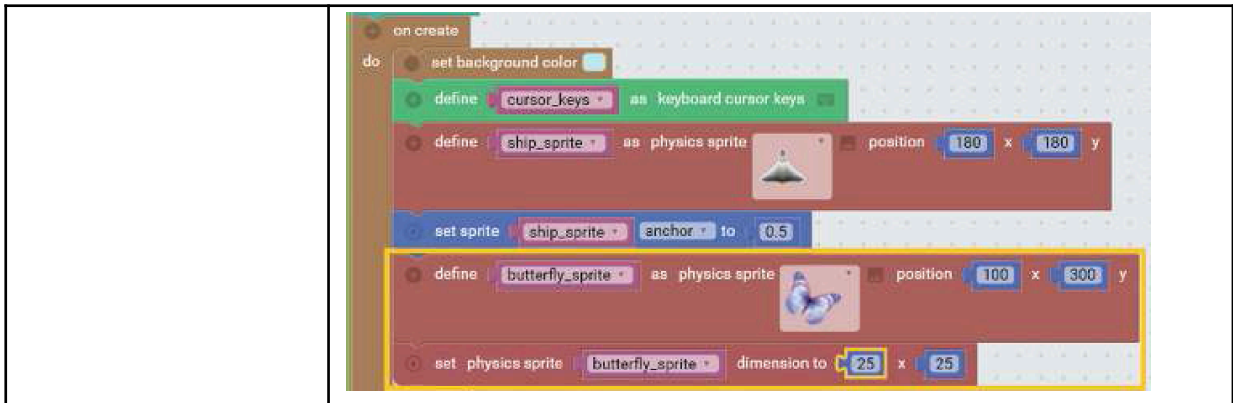 on create
do set background color
define cursor_keys as keyboard cursor keys
define ship_sprite as physics sprite position 180 x 180 y
set sprite ship_sprite anchor to 0.5
define butterfly_sprite as physics sprite position 100 x 300 y
set physics sprite butterfly_sprite dimension to 25 x 25